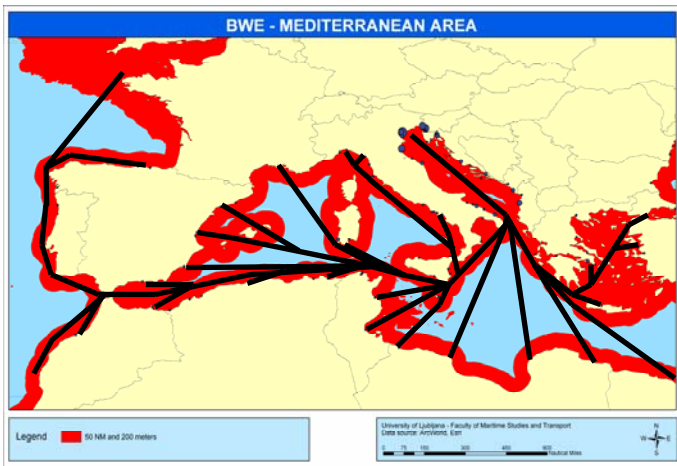 BWE - MEDITERRANEAN AREA
Legend
50 NM and 200 meters
University of Ljubljana - Faculty of Maritime Studies and Transport
Data source: ArcWorld, Esri
0 75 150 300 450 600
Nautical Miles
N
W E
S